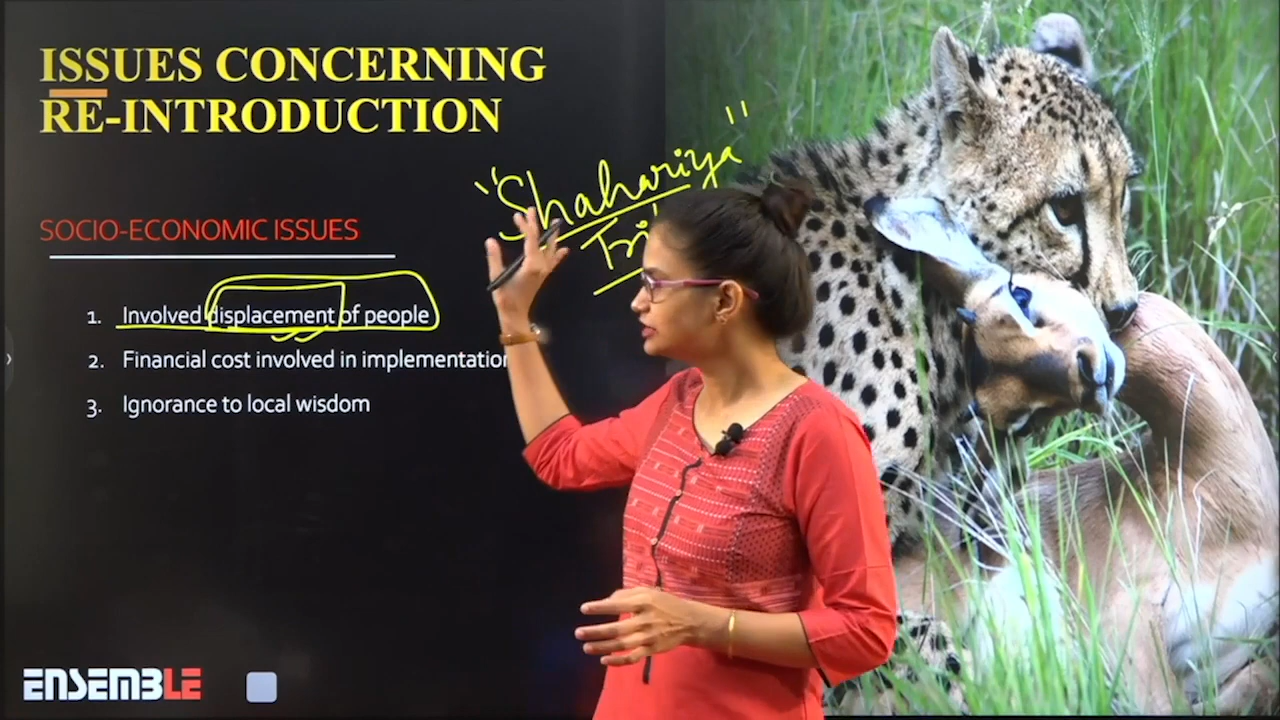 ISSUES CONCERNING
RE-INTRODUCTION
"Shahariya"
SOCIO-ECONOMIC ISSUES
1. Involved displacement of people
2. Financial cost involved in implementation
3. Ignorance to local wisdom
ENSEMBLE